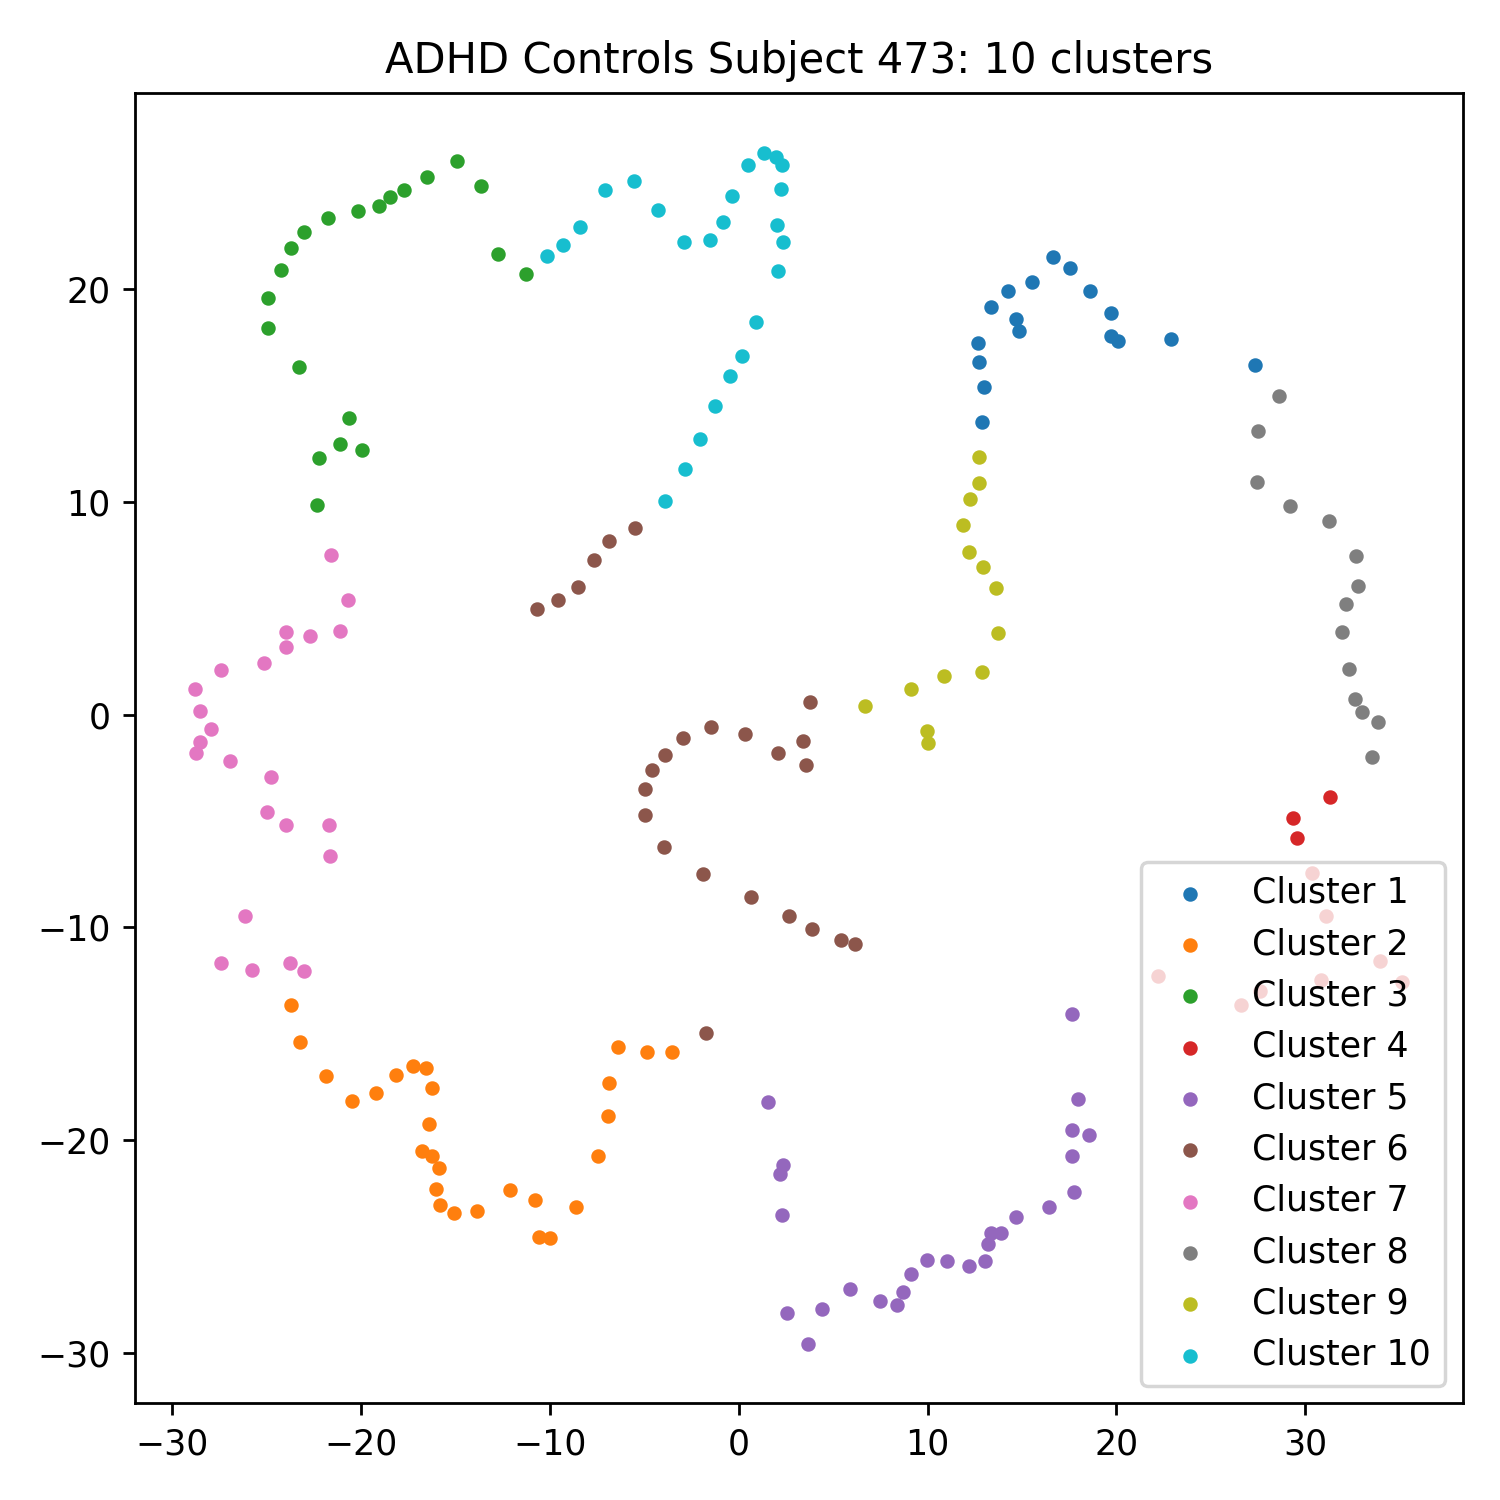 ADHD Controls Subject 473: 10 clusters
20
10
0
−10
−20
−30
Cluster 1
Cluster 2
Cluster 3
Cluster 4
Cluster 5
Cluster 6
Cluster 7
Cluster 8
Cluster 9
Cluster 10
−30 −20 −10 0 10 20 30